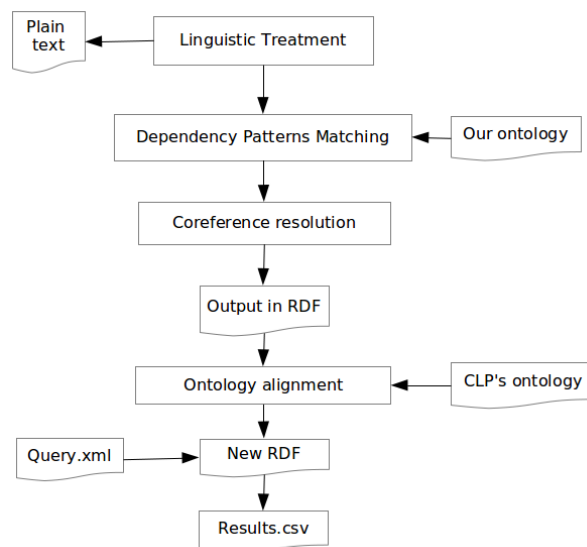 Plain
text
Linguistic Treatment
Dependency Patterns Matching
Our ontology
Coreference resolution
Output in RDF
Ontology alignment
CLP's ontology
Query.xml
New RDF
Results.csv